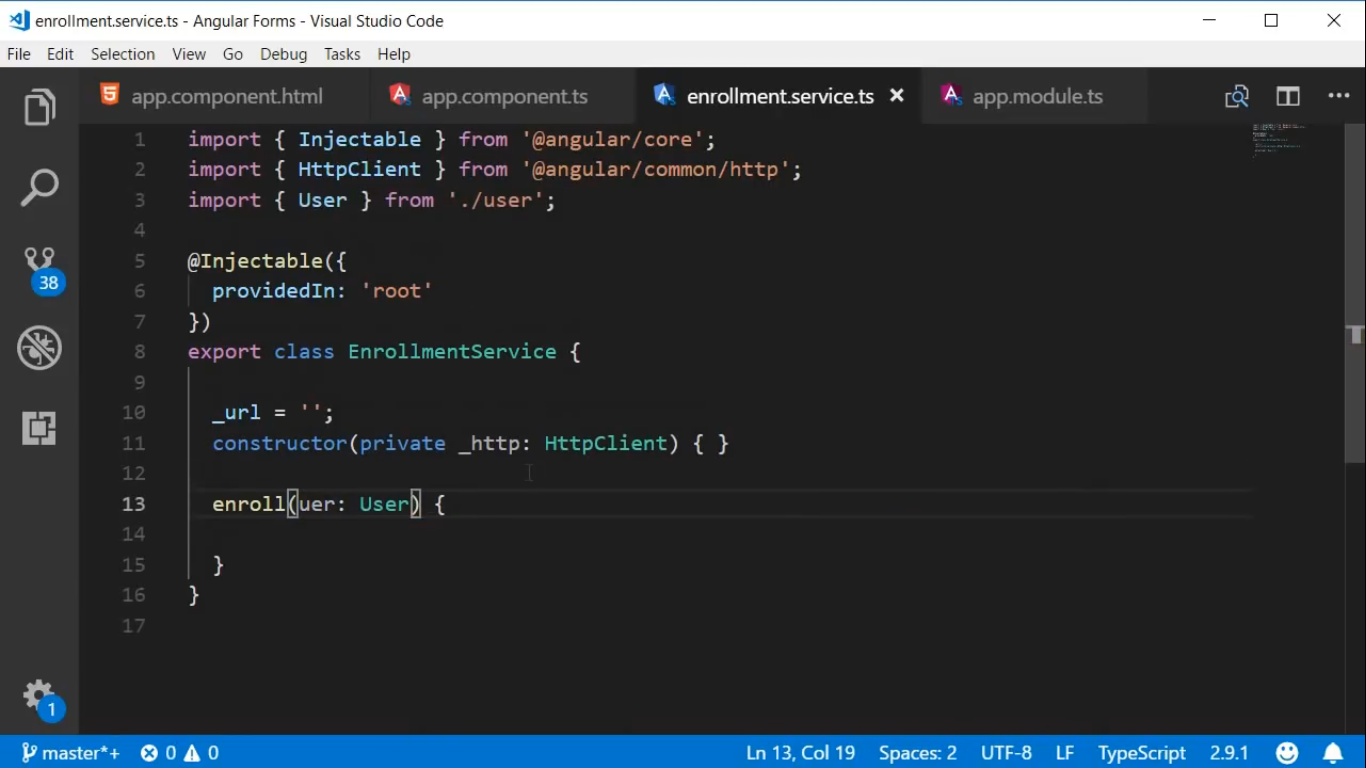 enrollment.service.ts - Angular Forms - Visual Studio Code
File Edit Selection View Go Debug Tasks Help
app.component.html app.component.ts enrollment.service.ts app.module.ts
1 import { Injectable } from '@angular/core';
2 import { HttpClient } from '@angular/common/http';
3 import { User } from './user';
4
5 @Injectable({
6 providedIn: 'root'
7 })
8 export class EnrollmentService {
9
10 _url = '';
11 constructor(private _http: HttpClient) { }
12
13 enroll(uer: User) {
14
15 }
16 }
17
38
1
master*+ 0 0 Ln 13, Col 19 Spaces: 2 UTF-8 LF TypeScript 2.9.1